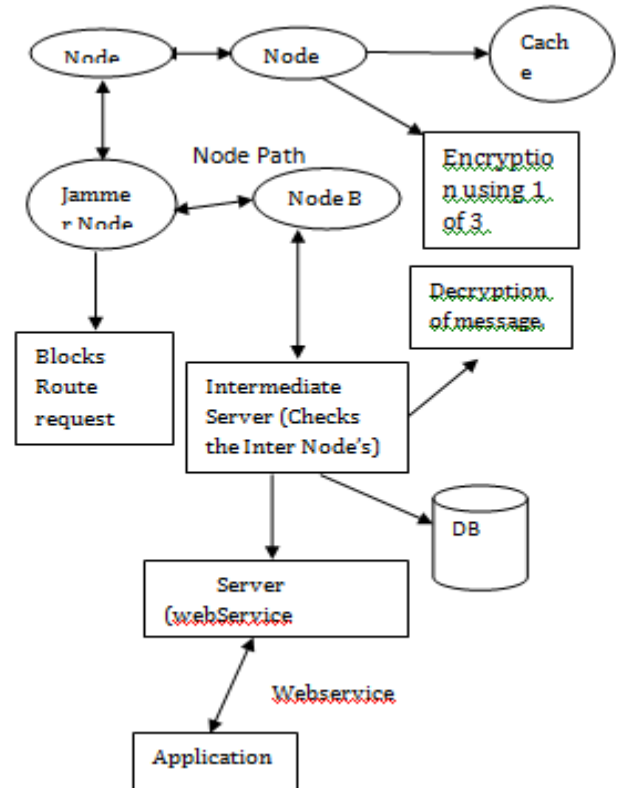 Node
Node
Cach
e
Node Path
Encryptio
n using 1
of 3
Jamme
r Node
Node B
Decryption
of message.
Blocks
Route
request
Intermediate
Server (Checks
the Inter Node's)
DB
Server
(webService
Webservice
Application